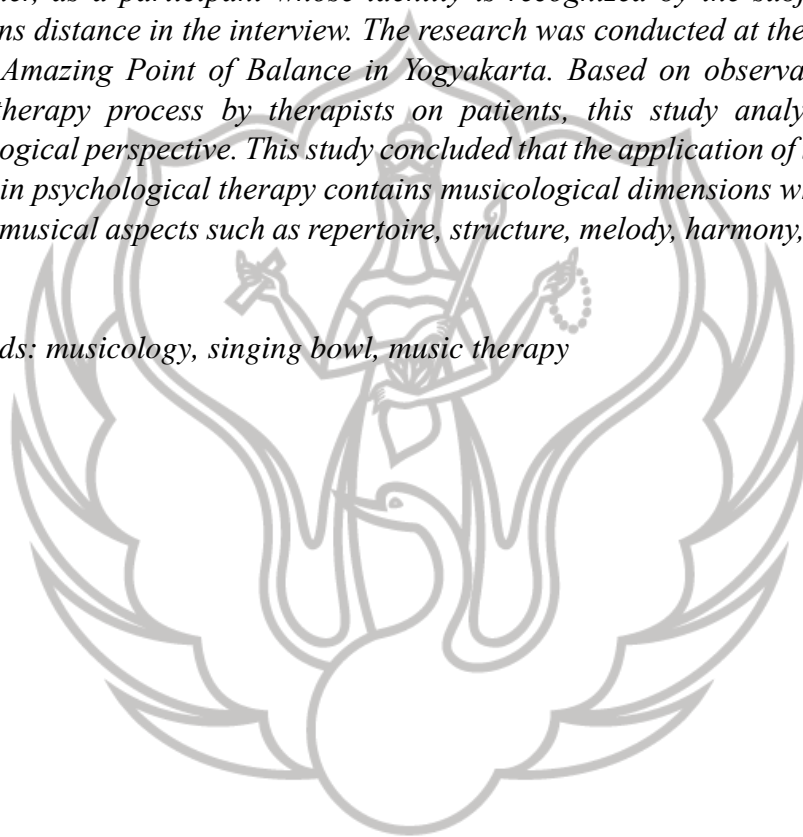 as a participant whose identity is recognized by the
ns distance in the interview. The research was conducted at the
Amazing Point of Balance in Yogyakarta. Based on
therapy process by therapists on patients, this study
ogical perspective. This study concluded that the application of
in psychological therapy contains musicological dimensions
musical aspects such as repertoire, structure, melody, harmony,
ds: musicology, singing bowl, music therapy